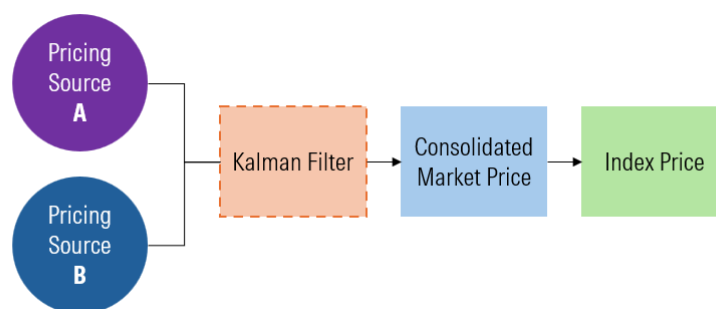 Pricing
Source
A
Pricing
Source
B
Kalman Filter
Consolidated
Market Price
Index Price